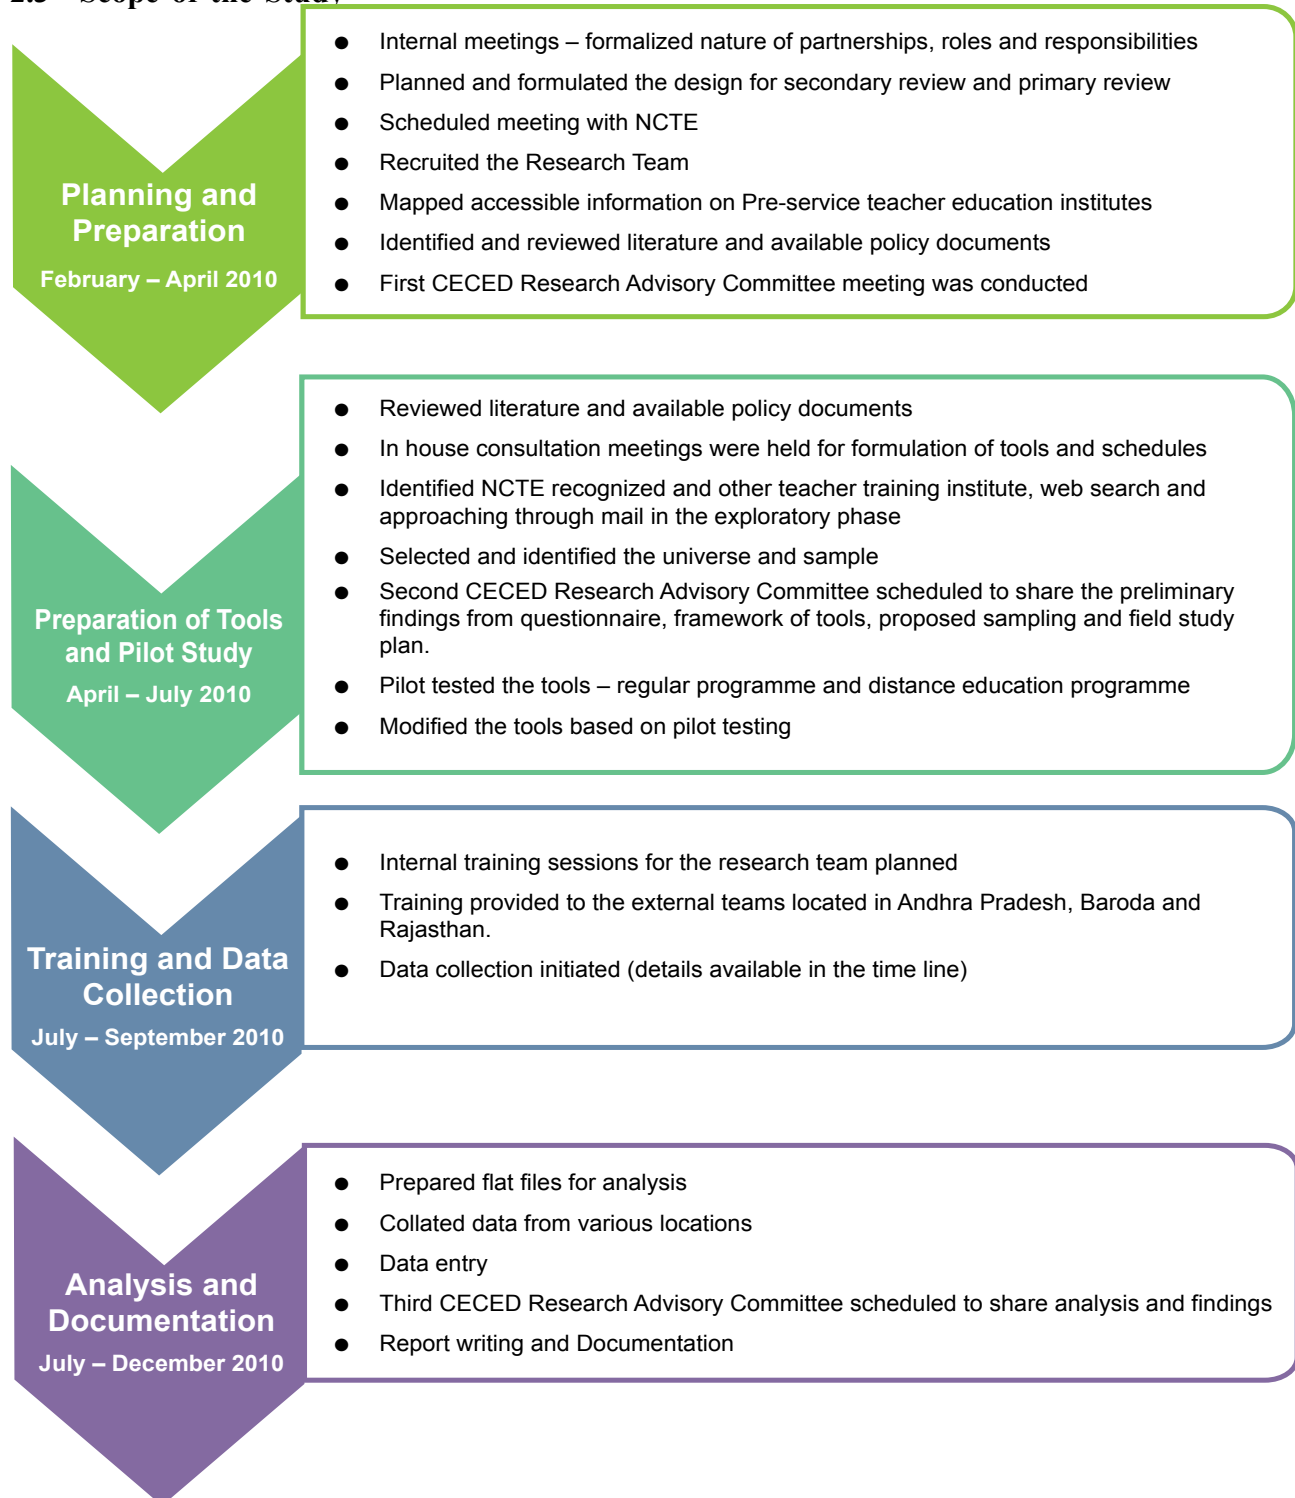 2.3 Scope of the Study
● Internal meetings – formalized nature of partnerships, roles and responsibilities
● Planned and formulated the design for secondary review and primary review
● Scheduled meeting with NCTE
● Recruited the Research Team
● Mapped accessible information on Pre-service teacher education institutes
● Identified and reviewed literature and available policy documents
● First CECED Research Advisory Committee meeting was conducted
Planning and
Preparation
February – April 2010
● Reviewed literature and available policy documents
● In house consultation meetings were held for formulation of tools and schedules
● Identified NCTE recognized and other teacher training institute, web search and
approaching through mail in the exploratory phase
● Selected and identified the universe and sample
● Second CECED Research Advisory Committee scheduled to share the preliminary
findings from questionnaire, framework of tools, proposed sampling and field study
plan.
● Pilot tested the tools – regular programme and distance education programme
● Modified the tools based on pilot testing
Preparation of Tools
and Pilot Study
April – July 2010
● Internal training sessions for the research team planned
● Training provided to the external teams located in Andhra Pradesh, Baroda and
Rajasthan.
● Data collection initiated (details available in the time line)
Training and Data
Collection
July – September 2010
● Prepared flat files for analysis
● Collated data from various locations
● Data entry
● Third CECED Research Advisory Committee scheduled to share analysis and findings
● Report writing and Documentation
Analysis and
Documentation
July – December 2010